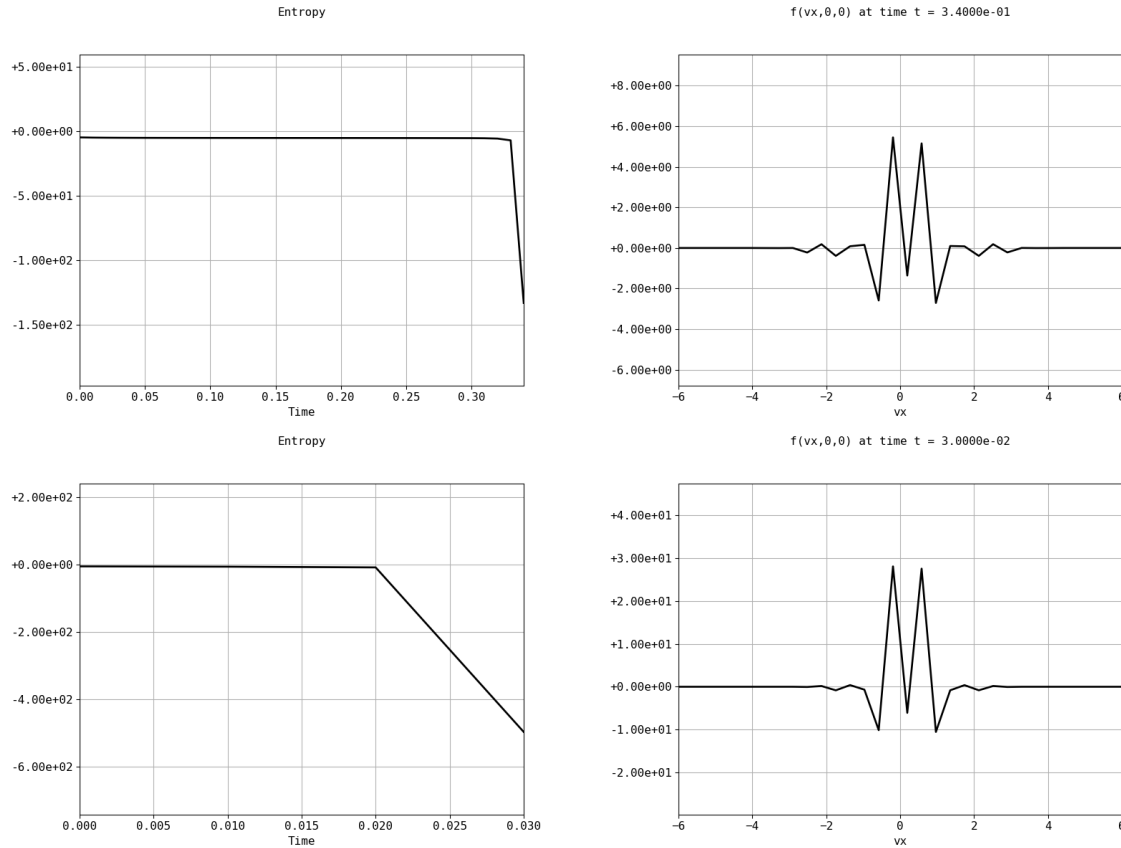 Entropy
+5.00e+01
+0.00e+00
-5.00e+01
-1.00e+02
-1.50e+02
0.00 0.05 0.10 0.15 0.20 0.25 0.30
Time
f(vx,0,0) at time t = 3.4000e-01
+8.00e+00
+6.00e+00
+4.00e+00
+2.00e+00
+0.00e+00
-2.00e+00
-4.00e+00
-6.00e+00
−6 −4 −2 0 2 4 6
vx
Entropy
+2.00e+02
+0.00e+00
-2.00e+02
-4.00e+02
-6.00e+02
0.000 0.005 0.010 0.015 0.020 0.025 0.030
Time
f(vx,0,0) at time t = 3.0000e-02
+4.00e+01
+3.00e+01
+2.00e+01
+1.00e+01
+0.00e+00
-1.00e+01
-2.00e+01
−6 −4 −2 0 2 4 6
vx